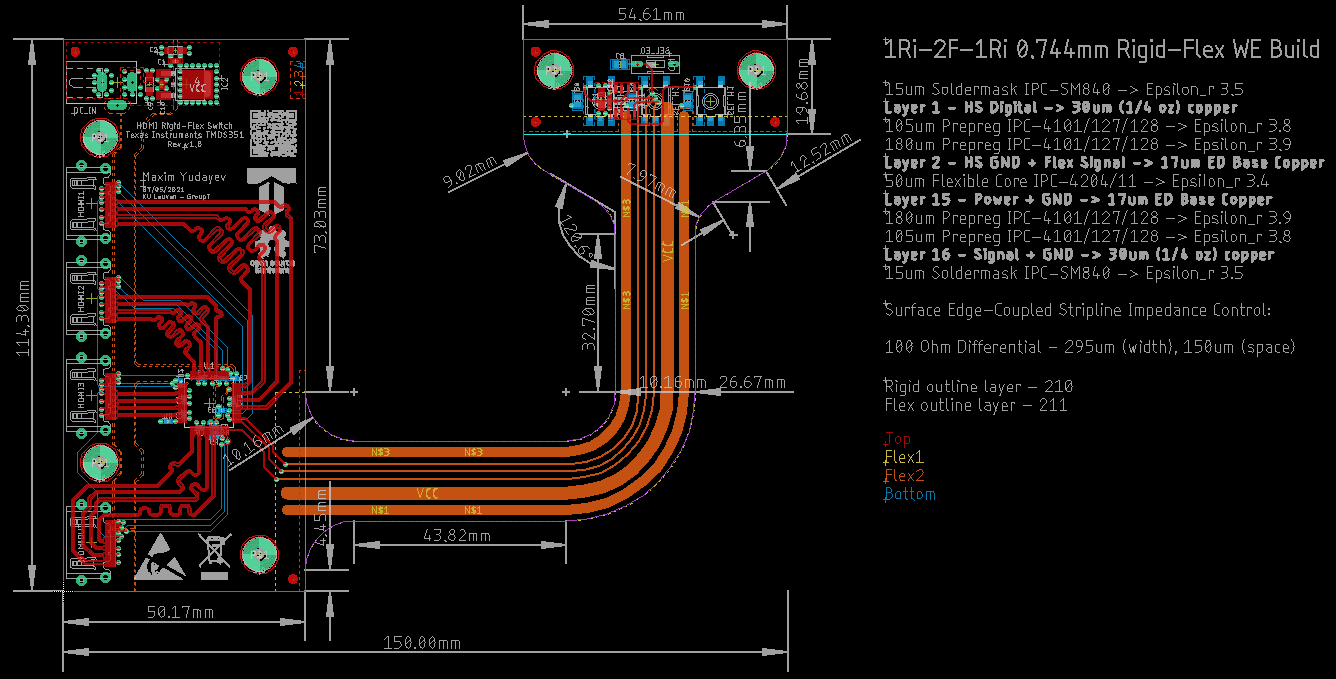 54.61mm
1Ri-2F-1Ri 0.744mm Rigid-Flex WE Build
15um Soldermask IPC-SM840 -> Epsilon_r 3.5
Layer 1 - HS Digital -> 30um (1/4 oz) copper
105um Prepreg IPC-4101/127/128 -> Epsilon_r 3.8
180um Prepreg IPC-4101/127/128 -> Epsilon_r 3.9
Layer 2 - HS GND + Flex Signal -> 17um ED Base Copper
50um Flexible Core IPC-4204/11 -> Epsilon_r 3.4
Layer 15 - Power + GND -> 17um ED Base Copper
180um Prepreg IPC-4101/127/128 -> Epsilon_r 3.9
105um Prepreg IPC-4101/127/128 -> Epsilon_r 3.8
Layer 16 - Signal + GND -> 30um (1/4 oz) copper
15um Soldermask IPC-SM840 -> Epsilon_r 3.5
Surface Edge-Coupled Stripline Impedance Control:
100 Ohm Differential - 295um (width), 150um (space)
Rigid outline layer - 210
Flex outline layer - 211
Top
Flex1
Flex2
Bottom
DC_IN
VCC
IC2
HDMI Rigid-Flex Switch
Texas Instruments TMDS351
Rev. 1.0
Maxim Yudayev
KU Leuven - GroupT
HDMI1
HDMI2
HDMI3
19.68mm
6.35mm
9.02mm
7.97mm
12.52mm
73.03mm
114.30mm
32.70mm
10.16mm
26.67mm
10.16mm
N$3
N$1
VCC
N$3
N$1
N$3
N$3
VCC
N$1
N$1
4.45mm
43.82mm
50.17mm
150.00mm